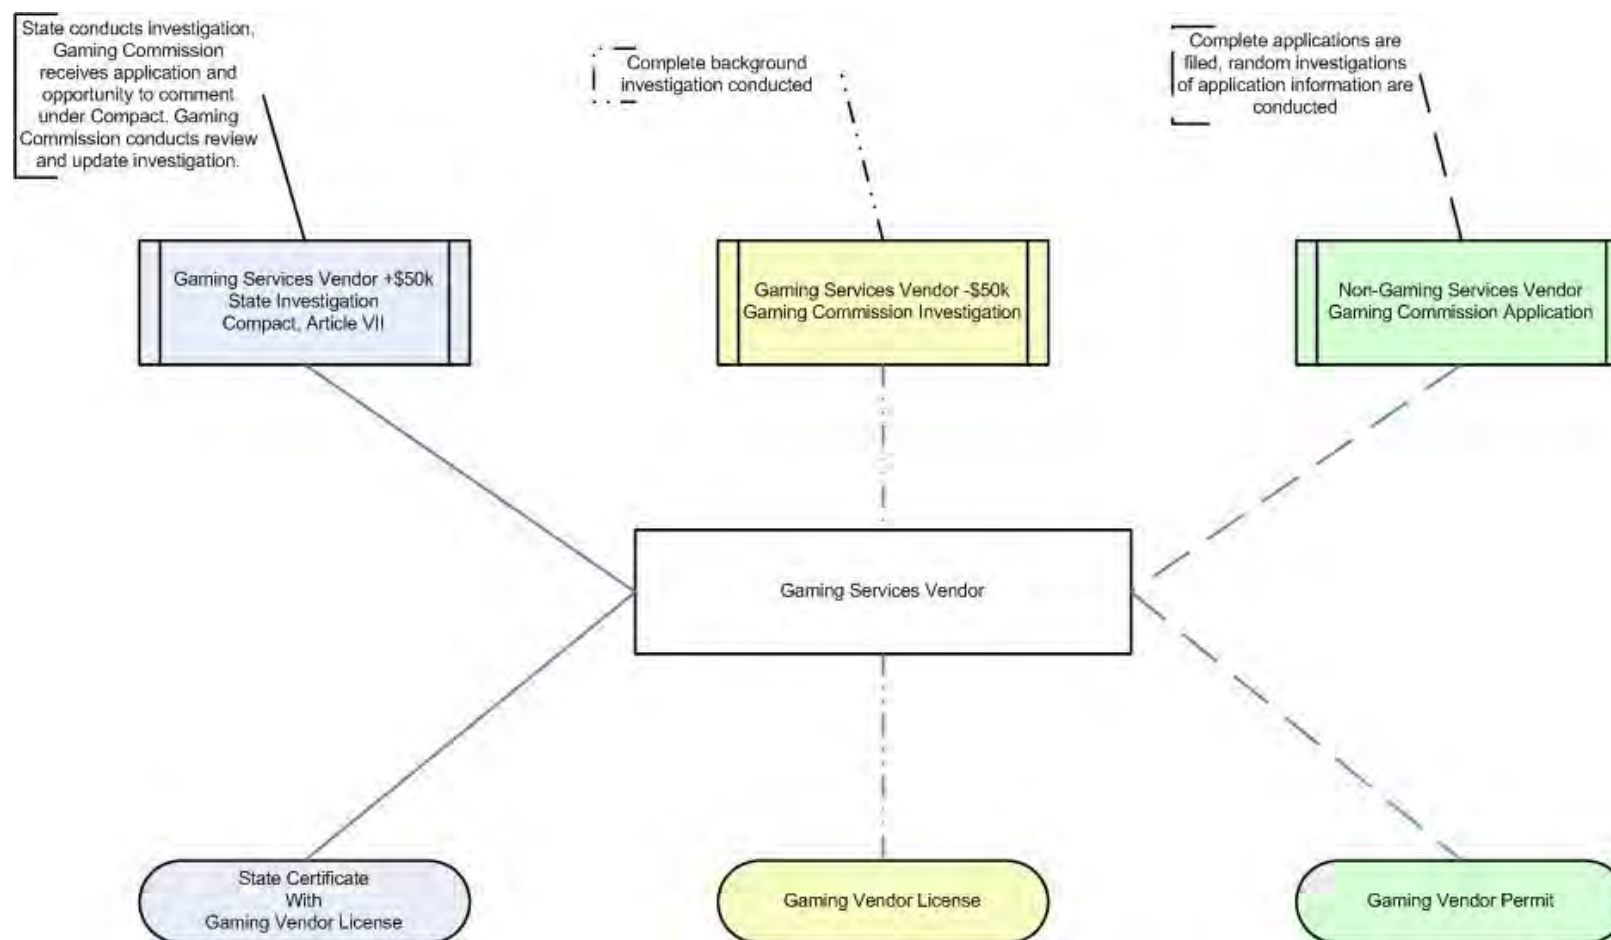 State conducts investigation,
Gaming Commission
receives application and
opportunity to comment
under Compact. Gaming
Commission conducts review
and update investigation.
Complete background
investigation conducted
Complete applications are
filed, random investigations
of application information are
conducted
Gaming Services Vendor +$50k
State Investigation
Compact, Article VII
Gaming Services Vendor -$50k
Gaming Commission Investigation
Non-Gaming Services Vendor
Gaming Commission Application
Gaming Services Vendor
State Certificate
With
Gaming Vendor License
Gaming Vendor License
Gaming Vendor Permit